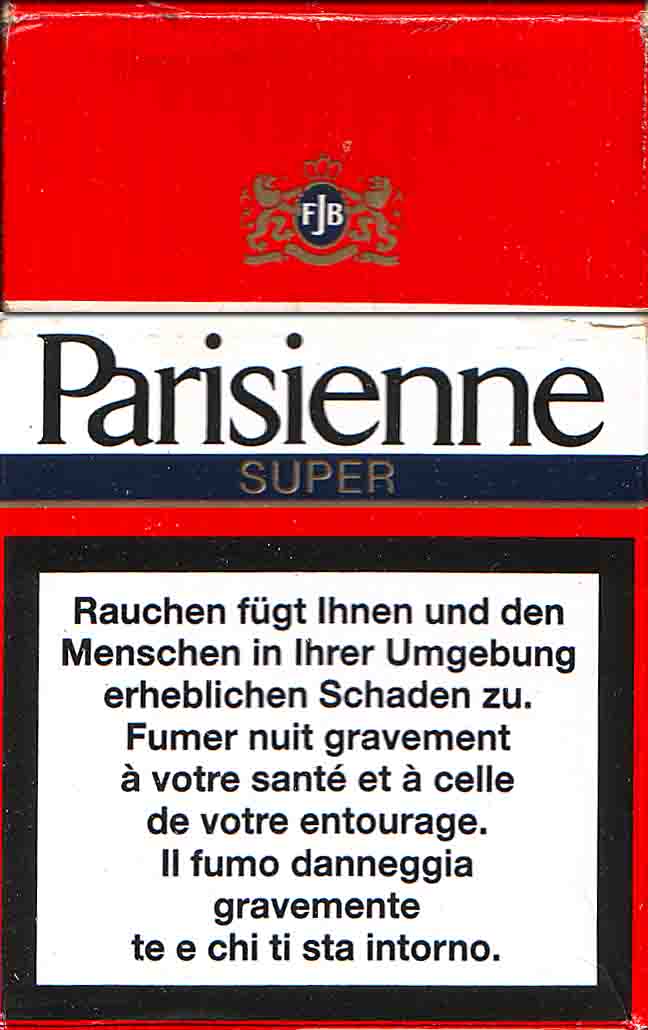 FJB
Parisienne
SUPER
Rauchen fügt Ihnen und den
Menschen in Ihrer Umgebung
erheblichen Schaden zu.
Fumer nuit gravement
à votre santé et à celle
de votre entourage.
Il fumo danneggia
gravemente
te e chi ti sta intorno.